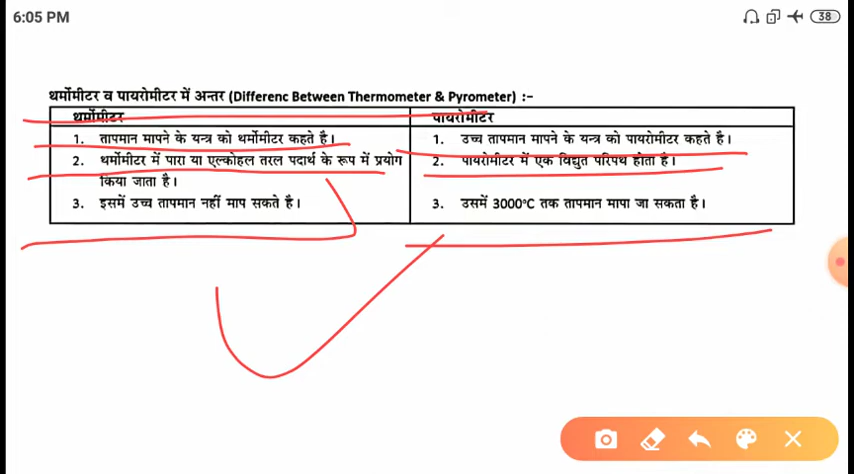 6:05 PM
38
थर्मोमीटर व पायरोमीटर में अन्तर (Differenc Between Thermometer & Pyrometer) :-
थर्मोमीटर
पायरोमीटर
1. तापमान मापने के यन्त्र को थर्मोमीटर कहते है।
1. उच्च तापमान मापने के यन्त्र को पायरोमीटर कहते है।
2. थर्मोमीटर में पारा या एल्कोहल तरल पदार्थ के रूप में प्रयोग
किया जाता है।
2. पायरोमीटर में एक विद्युत परिपथ होता है।
3. इसमें उच्च तापमान नहीं माप सकते है।
3. उसमें 3000°C तक तापमान मापा जा सकता है।